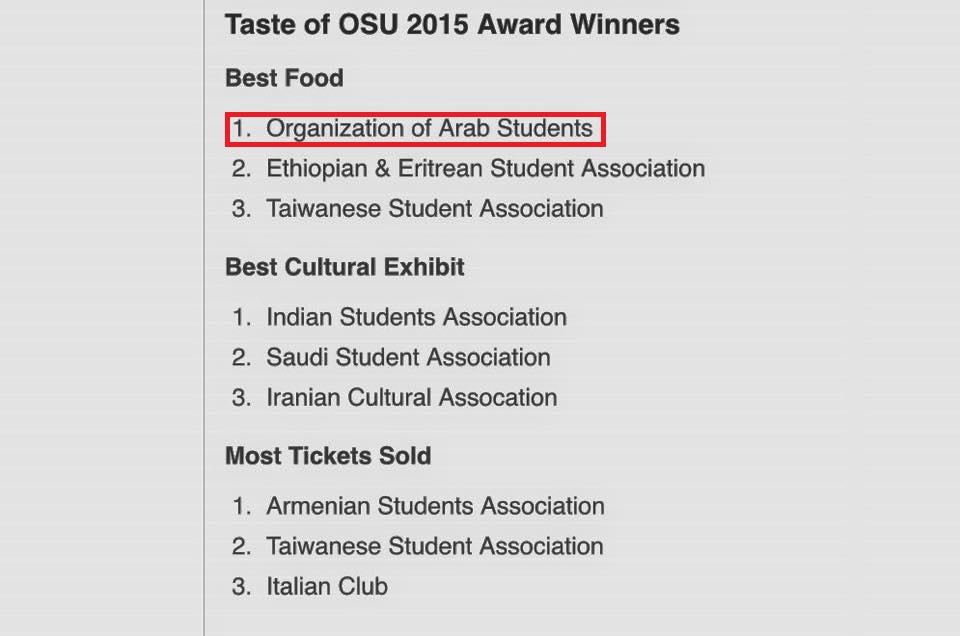 Taste of OSU 2015 Award Winners
Best Food
1. Organization of Arab Students
2. Ethiopian & Eritrean Student Association
3. Taiwanese Student Association
Best Cultural Exhibit
1. Indian Students Association
2. Saudi Student Association
3. Iranian Cultural Assocation
Most Tickets Sold
1. Armenian Students Association
2. Taiwanese Student Association
3. Italian Club